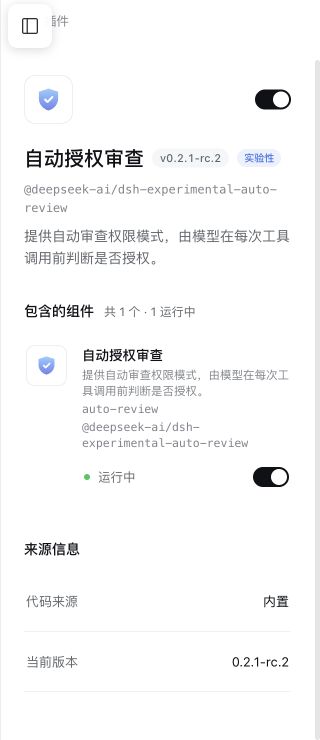 插件
自动授权审查 v0.2.1-rc.2 实验性
@deepseek-ai/dsh-experimental-auto-
review
提供自动审查权限模式，由模型在每次工具
调用前判断是否授权。
包含的组件 共 1 个 · 1 运行中
自动授权审查
提供自动审查权限模式，由模型在每次工
具调用前判断是否授权。
auto-review
@deepseek-ai/dsh-
experimental-auto-review
运行中
来源信息
代码来源 内置
当前版本 0.2.1-rc.2